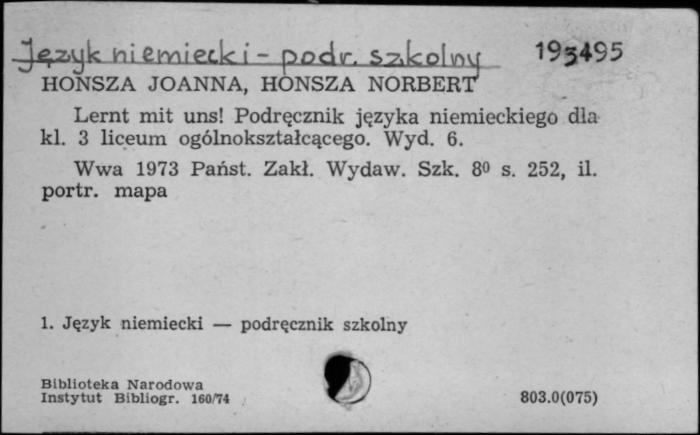 Język niemiecki - podr. szkolny 193495
HONSZA JOANNA, HONSZA NORBERT
Lernt mit uns! Podręcznik języka niemieckiego dla
kl. 3 liceum ogólnokształcącego. Wyd. 6.
Wwa 1973 Państ. Zakł. Wydaw. Szk. 8º s. 252, il.
portr. mapa
1. Język niemiecki — podręcznik szkolny
Biblioteka Narodowa
Instytut Bibliogr. 160/74 803.0(075)